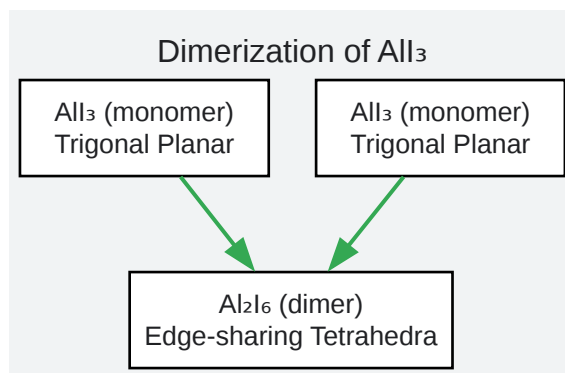 Dimerization of AlI₃
AlI₃ (monomer)
Trigonal Planar
AlI₃ (monomer)
Trigonal Planar
Al₂I₆ (dimer)
Edge-sharing Tetrahedra